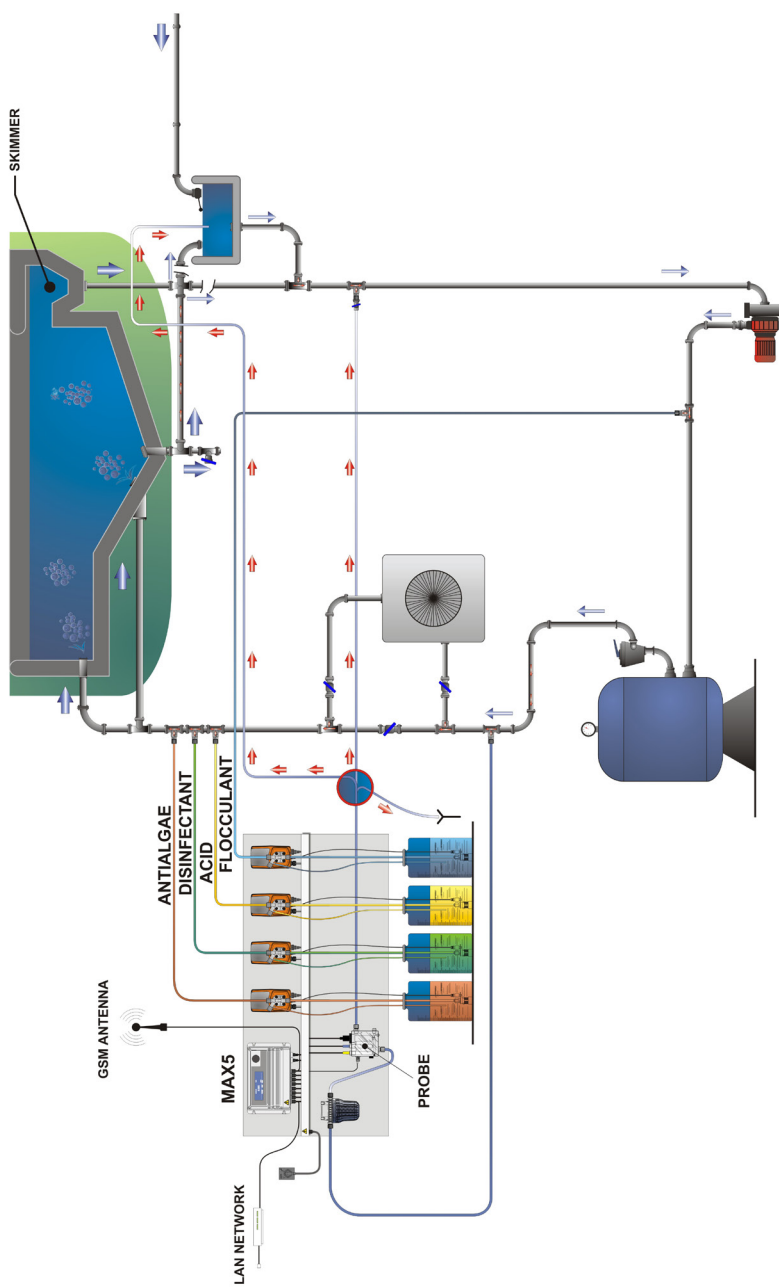 SKIMMER
ANTIALGAE
DISINFECTANT
ACID
FLOCCULANT
GSM ANTENNA
MAX5
PROBE
LAN NETWORK